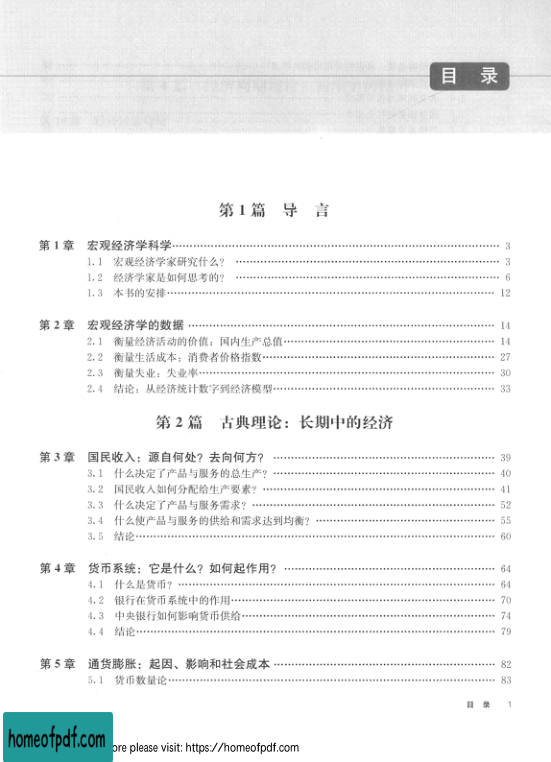 目 录
第1篇 导 言
第1章 宏观经济学科学 3
1.1 宏观经济学家研究什么? 3
1.2 经济学家是如何思考的? 6
1.3 本书的安排 12
第2章 宏观经济学的数据 14
2.1 衡量经济活动的价值:国内生产总值 14
2.2 衡量生活成本:消费者价格指数 27
2.3 衡量失业:失业率 30
2.4 结论:从经济统计数字到经济模型 33
第2篇 古典理论:长期中的经济
第3章 国民收入:源自何处?去向何方? 39
3.1 什么决定了产品与服务的总生产? 40
3.2 国民收入如何分配给生产要素? 41
3.3 什么决定了产品与服务需求? 52
3.4 什么使产品与服务的供给和需求达到均衡? 55
3.5 结论 60
第4章 货币系统:它是什么?如何起作用? 64
4.1 什么是货币? 64
4.2 银行在货币系统中的作用 70
4.3 中央银行如何影响货币供给 74
4.4 结论 79
第5章 通货膨胀:起因、影响和社会成本 82
5.1 货币数量论 83
目 录 1
homeofpdf.com
ore please visit: https://homeofpdf.com